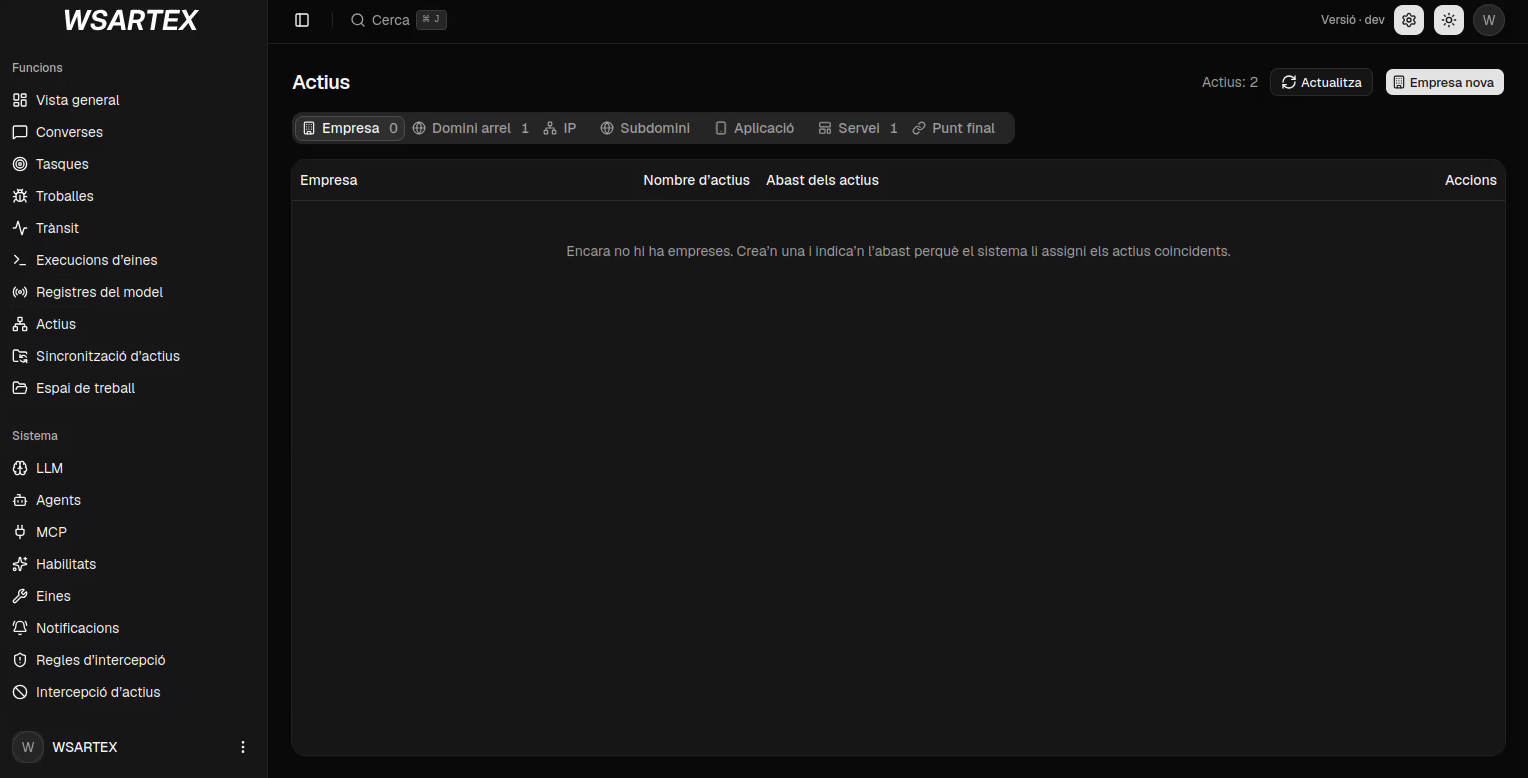 WSARTEX
Cerca ⌘ J
Versió · dev
W
Funcions
Vista general
Converses
Tasques
Troballes
Trànsit
Execucions d’eines
Registres del model
Actius
Sincronització d’actius
Espai de treball
Sistema
LLM
Agents
MCP
Habilitats
Eines
Notificacions
Regles d’intercepció
Intercepció d’actius
W WSARTEX
Actius
Actius: 2 Actualitza Empresa nova
Empresa 0 Domini arrel 1 IP Subdomini Aplicació Servei 1 Punt final
Empresa Nombre d’actius Abast dels actius Accions
Encara no hi ha empreses. Crea’n una i indica’n l’abast perquè el sistema li assigni els actius coincidents.